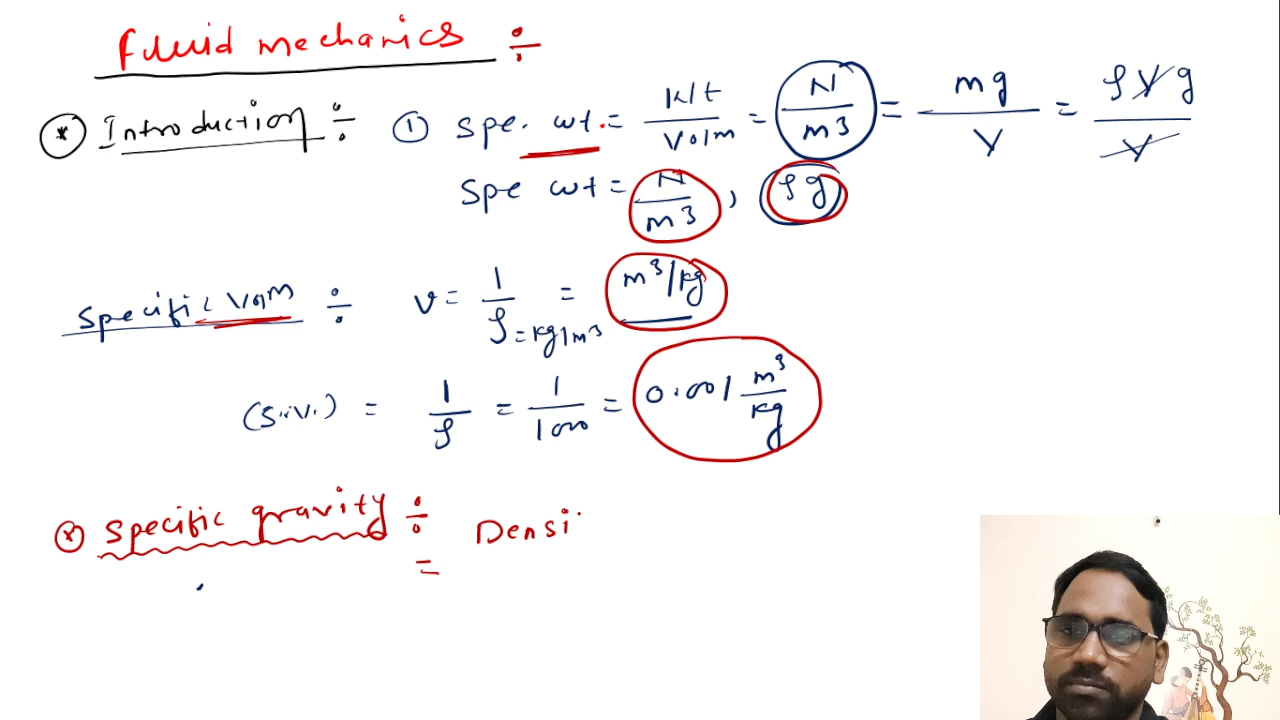 Fluid mechanics ÷
* Introduction ÷ ① Spe. wt. = wt / Volm = N / m³ = mg / V = ρVg / V
Spe wt = N / m³, ρg
Specific Volm ÷ v = 1 / ρ = kg/m³ = m³/kg
(S.V.) = 1 / ρ = 1 / 1000 = 0.001 m³ / kg
* Specific gravity ÷ = Densi